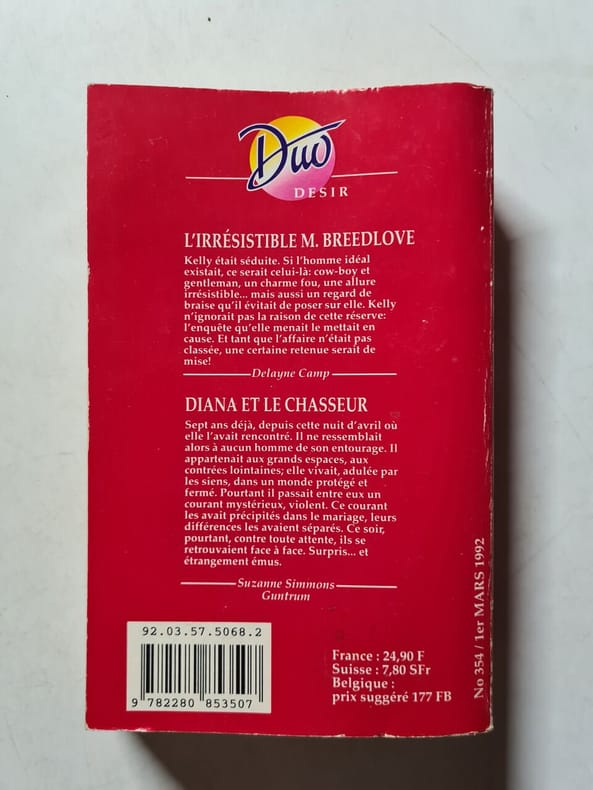 Duo
DESIR
L'IRRÉSISTIBLE M. BREEDLOVE
Kelly était séduite. Si l'homme idéal
existait, ce serait celui-là: cow-boy et
gentleman, un charme fou, une allure
irrésistible... mais aussi un regard de
braise qu'il évitait de poser sur elle. Kelly
n'ignorait pas la raison de cette réserve:
l'enquête qu'elle menait le mettait en
cause. Et tant que l'affaire n'était pas
classée, une certaine retenue serait de
mise!
Delayne Camp
DIANA ET LE CHASSEUR
Sept ans déjà, depuis cette nuit d'avril où
elle l'avait rencontré. Il ne ressemblait
alors à aucun homme de son entourage. Il
appartenait aux grands espaces, aux
contrées lointaines; elle vivait, adulée par
les siens, dans un monde protégé et
fermé. Pourtant il passait entre eux un
courant mystérieux, violent. Ce courant
les avait précipités dans le mariage, leurs
différences les avaient séparés. Ce soir,
pourtant, contre toute attente, ils se
retrouvaient face à face. Surpris... et
étrangement émus.
Suzanne Simmons
Guntrum
92.03.57.5068.2
9 782280 853507
France : 24,90 F
Suisse : 7,80 SFr
Belgique :
prix suggéré 177 FB
No 354 / 1er MARS 1992